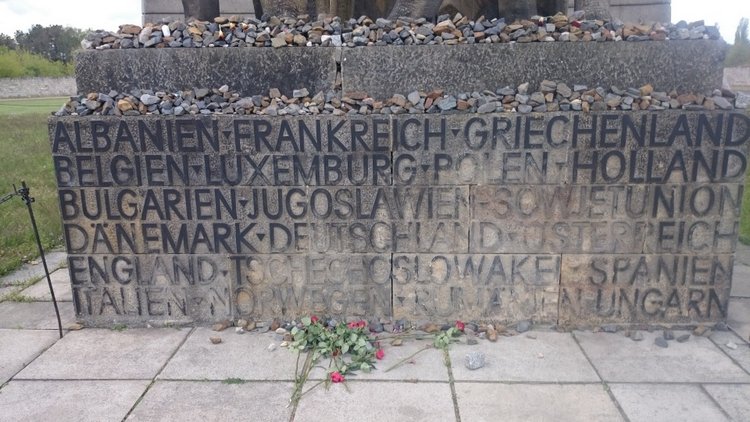 ALBANIEN·FRANKREICH·GRIECHENLAND
BELGIEN·LUXEMBURG·POLEN·HOLLAND
BULGARIEN·JUGOSLAWIEN·SOWJETUNION
DÄNEMARK·DEUTSCHLAND·ÖSTERREICH
ENGLAND·TSCHECHOSLOWAKEI·SPANIEN
ITALIEN·NORWEGEN·RUMÄNIEN·UNGARN